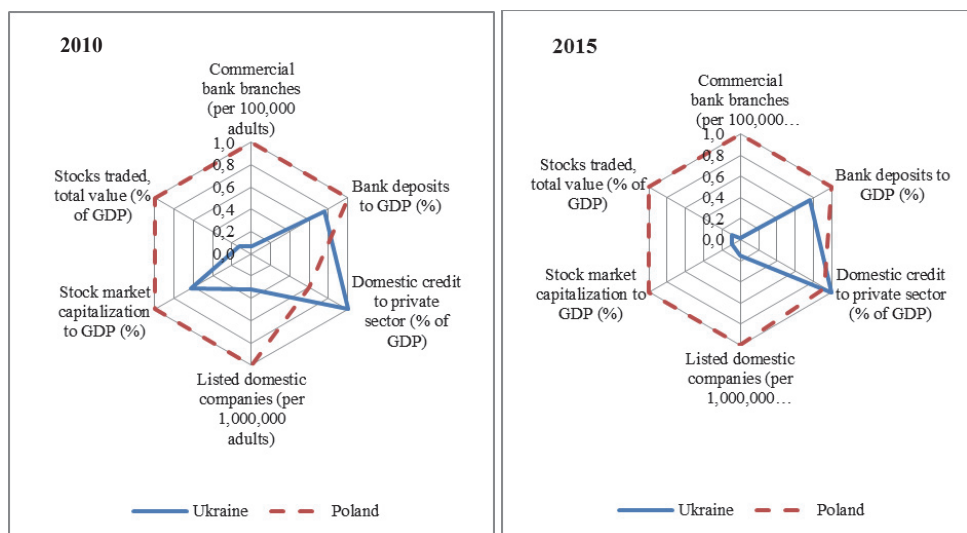 2010
Commercial
bank branches
(per 100,000
adults)
1,0
0,8
0,6
0,4
0,2
0,0
Bank deposits
to GDP (%)
Domestic credit
to private
sector (% of
GDP)
Listed domestic
companies (per
1,000,000
adults)
Stock market
capitalization
to GDP (%)
Stocks traded,
total value (%
of GDP)
Ukraine
Poland
2015
Commercial
bank branches
(per 100,000...
1,0
0,8
0,6
0,4
0,2
0,0
Bank deposits to
GDP (%)
Domestic credit
to private sector
(% of GDP)
Listed domestic
companies (per
1,000,000...
Stock market
capitalization to
GDP (%)
Stocks traded,
total value (% of
GDP)
Ukraine
Poland